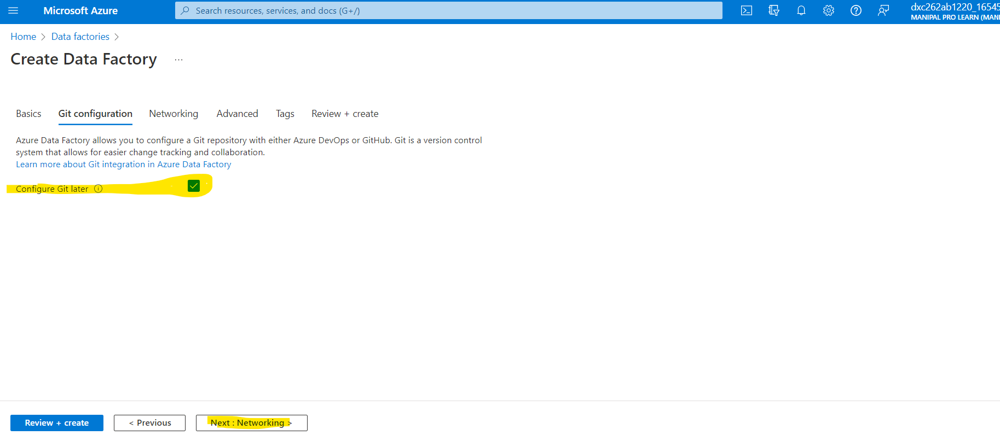 Microsoft Azure
Search resources, services, and docs (G+/)
dxc262ab1220_16545
MANIPAL PRO LEARN (MANI
Home > Data factories >
Create Data Factory ...
Basics Git configuration Networking Advanced Tags Review + create
Azure Data Factory allows you to configure a Git repository with either Azure DevOps or GitHub. Git is a version control
system that allows for easier change tracking and collaboration.
Learn more about Git integration in Azure Data Factory
Configure Git later
Review + create < Previous Next : Networking >